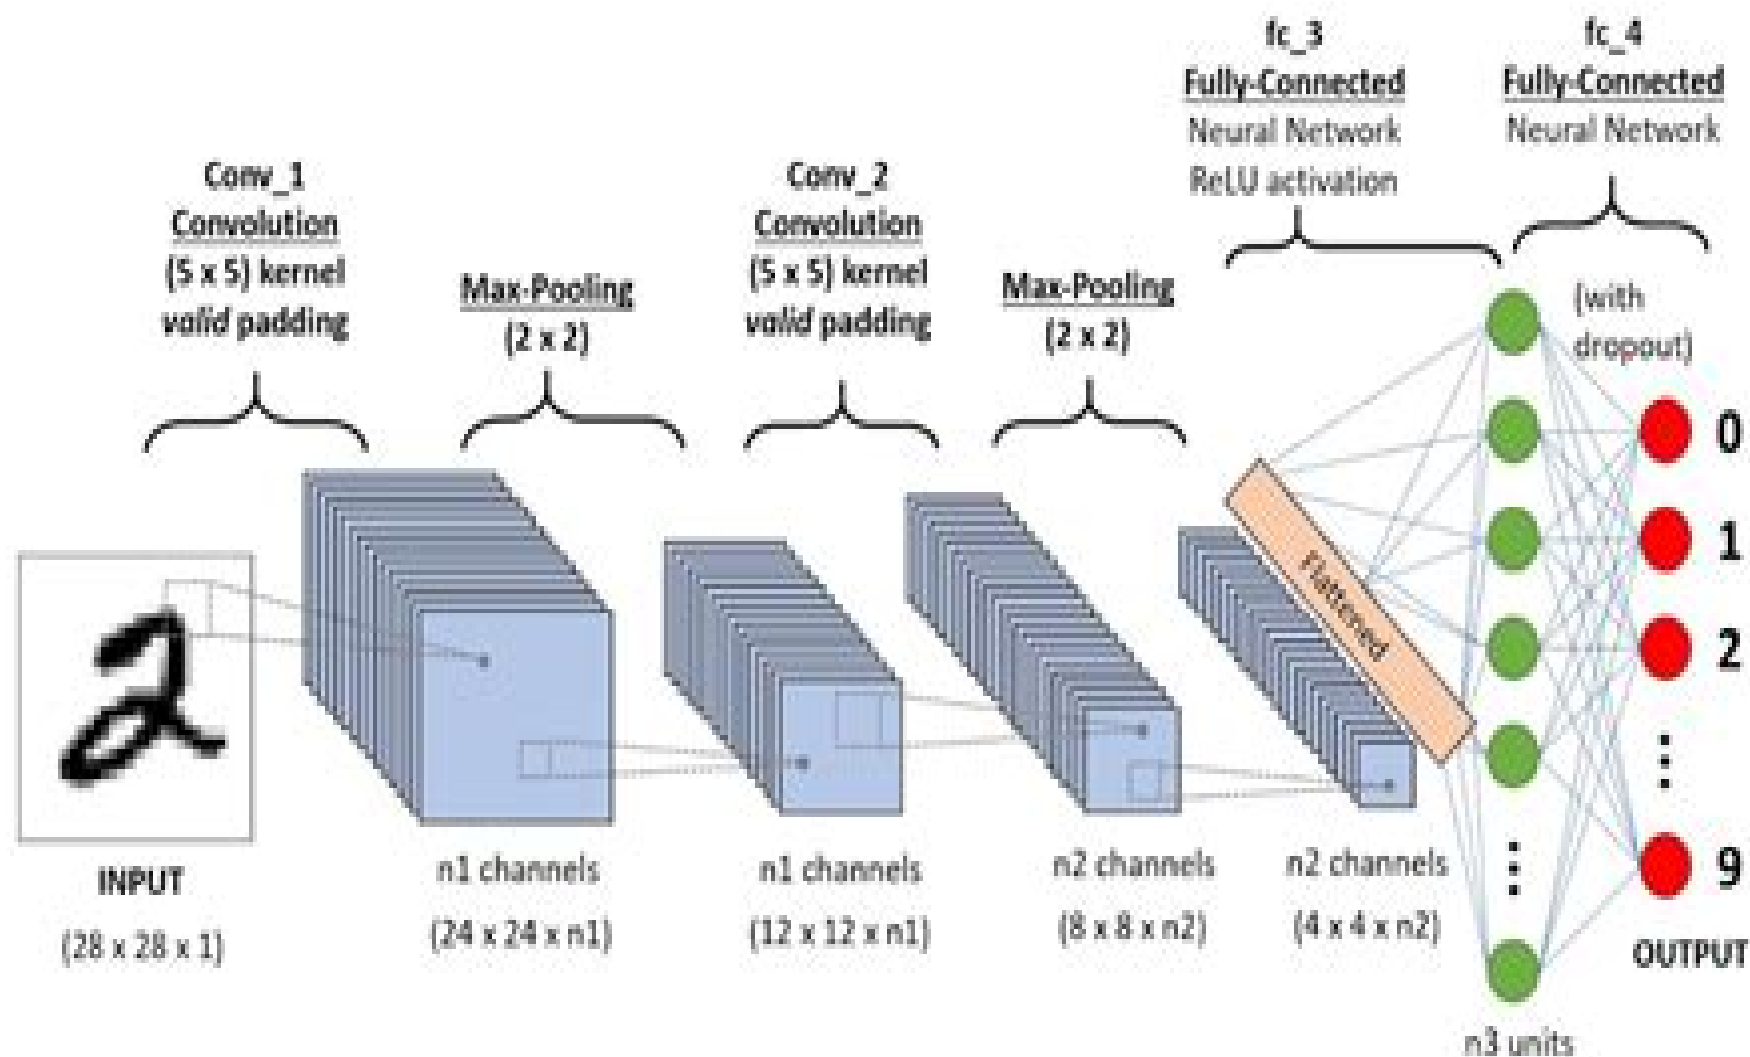 fc_3
Fully-Connected
Neural Network
ReLU activation
fc_4
Fully-Connected
Neural Network
Conv_1
Convolution
(5 x 5) kernel
valid padding
Max-Pooling
(2 x 2)
Conv_2
Convolution
(5 x 5) kernel
valid padding
Max-Pooling
(2 x 2)
(with
dropout)
Flattened
0
1
2
9
INPUT
(28 x 28 x 1)
n1 channels
(24 x 24 x n1)
n1 channels
(12 x 12 x n1)
n2 channels
(8 x 8 x n2)
n2 channels
(4 x 4 x n2)
OUTPUT
n3 units